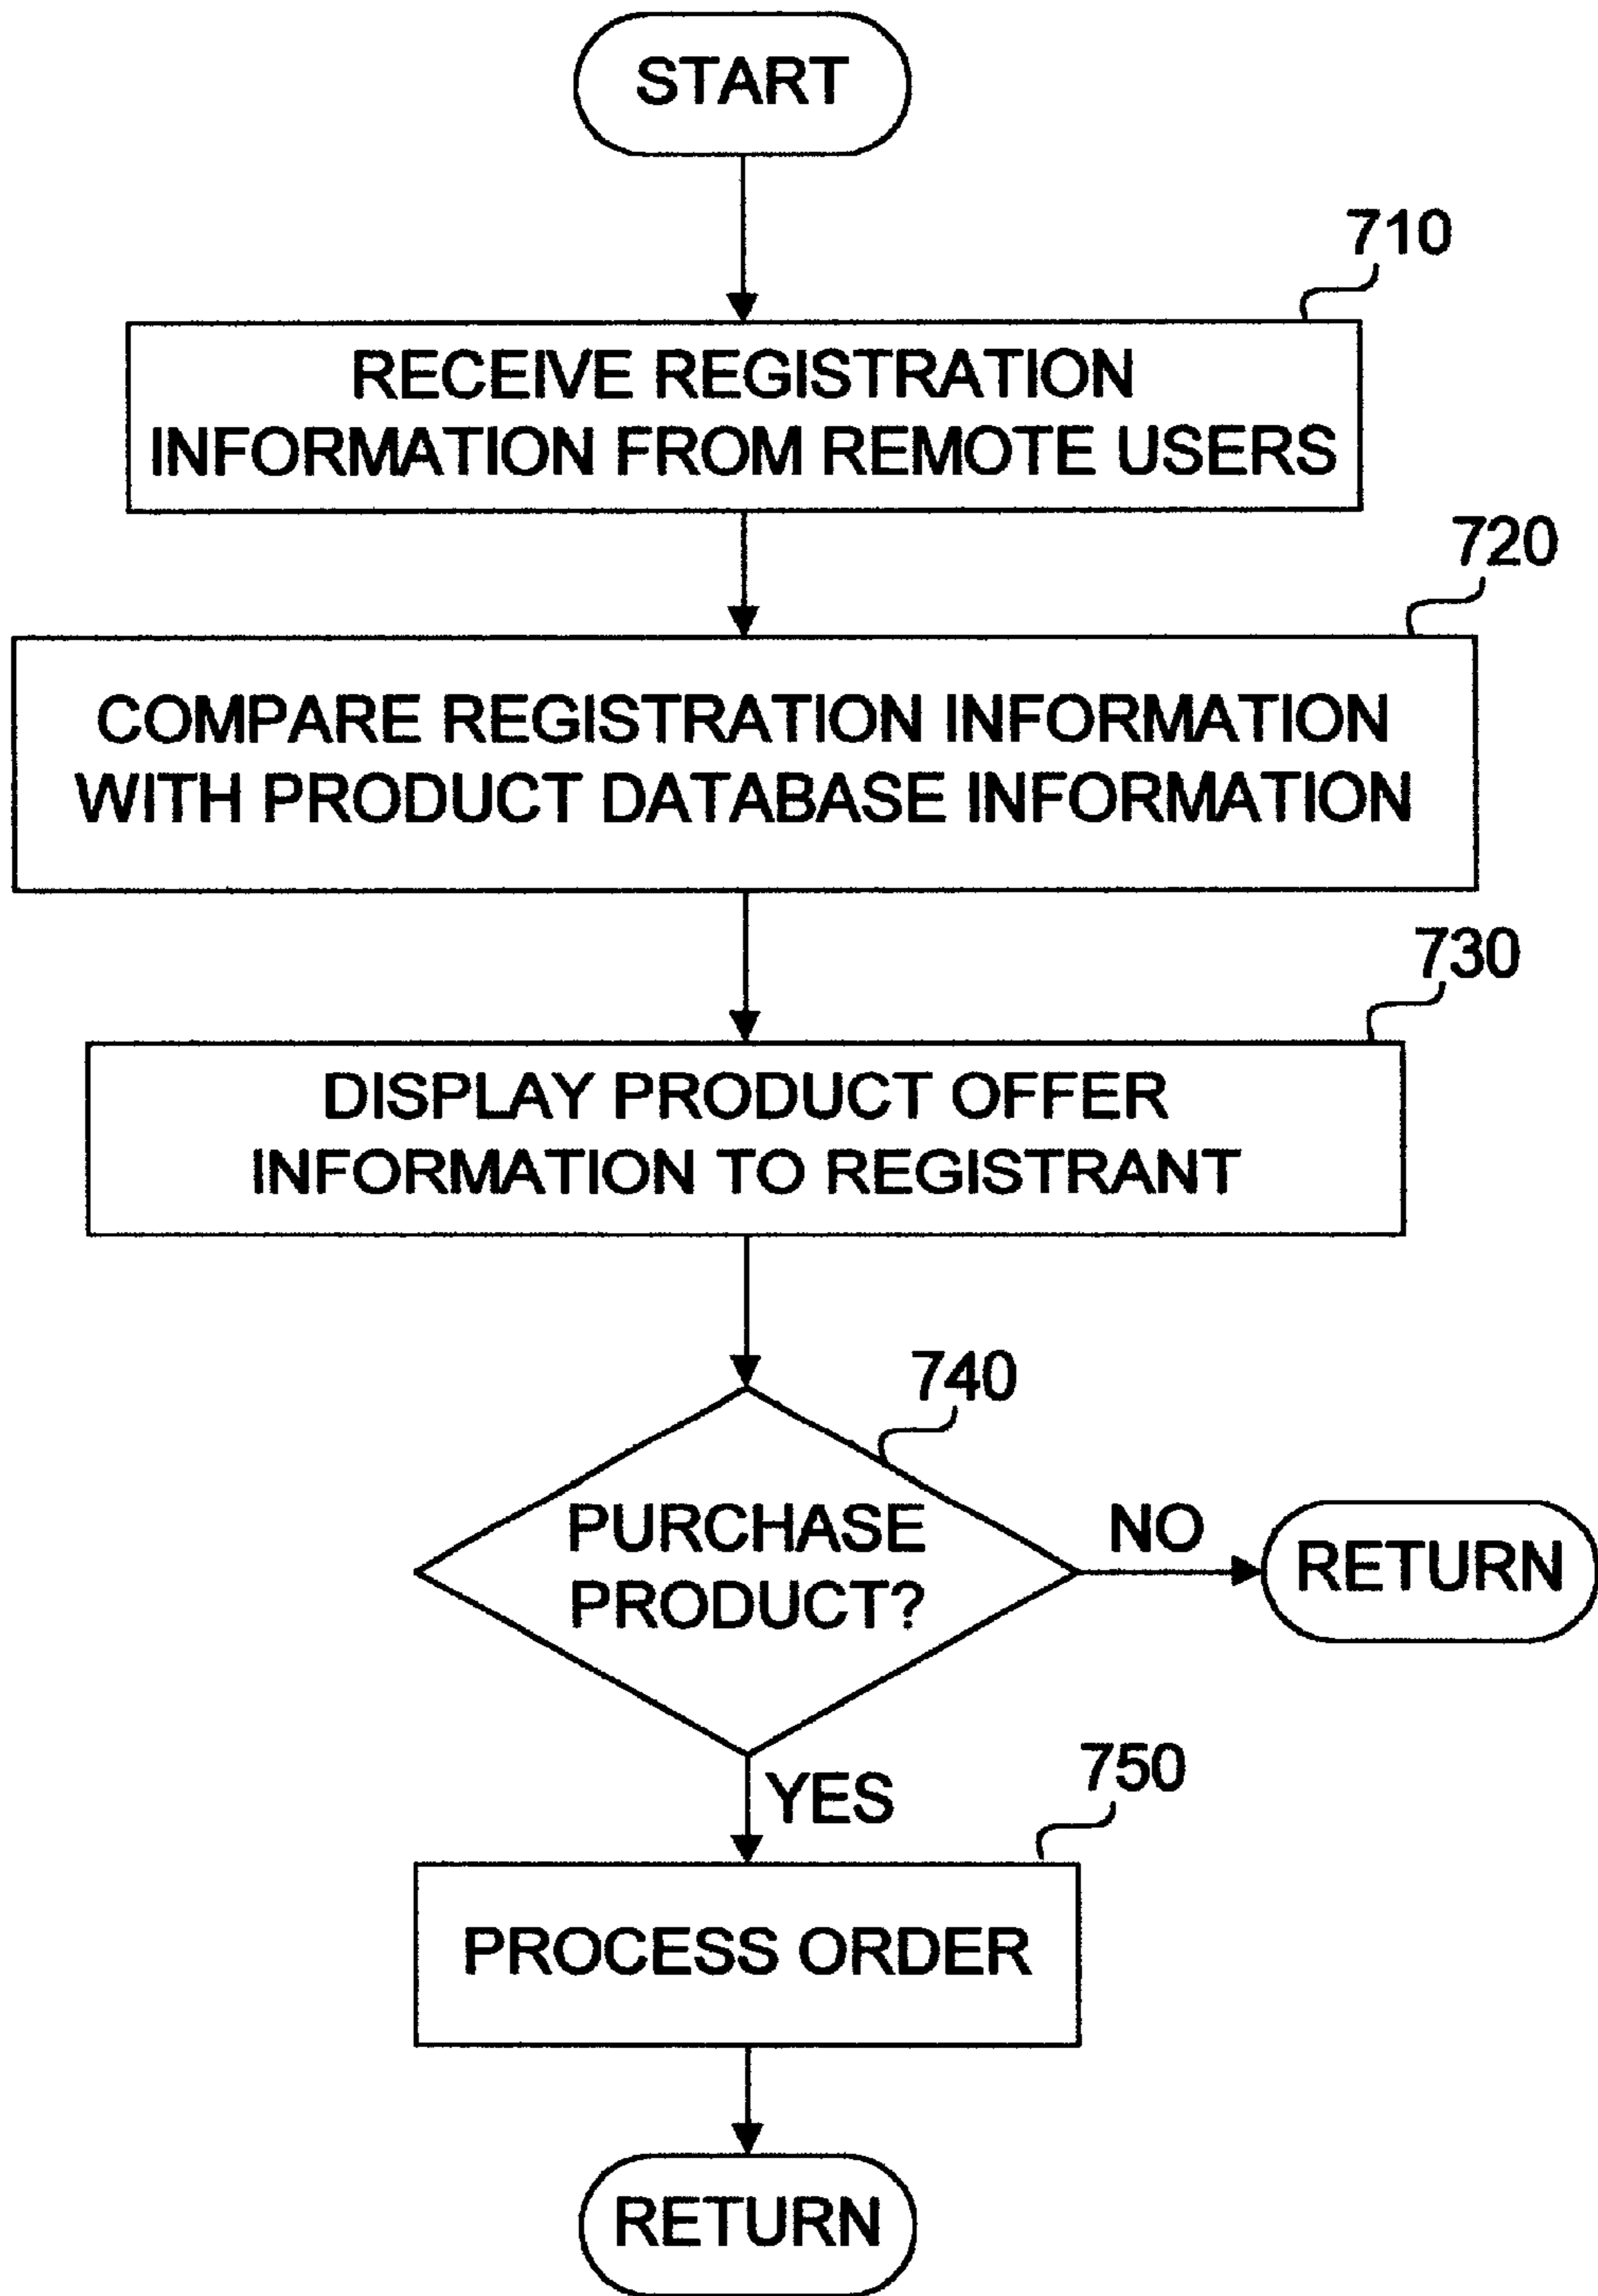 START
710
RECEIVE REGISTRATION
INFORMATION FROM REMOTE USERS
720
COMPARE REGISTRATION INFORMATION
WITH PRODUCT DATABASE INFORMATION
730
DISPLAY PRODUCT OFFER
INFORMATION TO REGISTRANT
740
PURCHASE
PRODUCT?
NO
RETURN
YES
750
PROCESS ORDER
RETURN